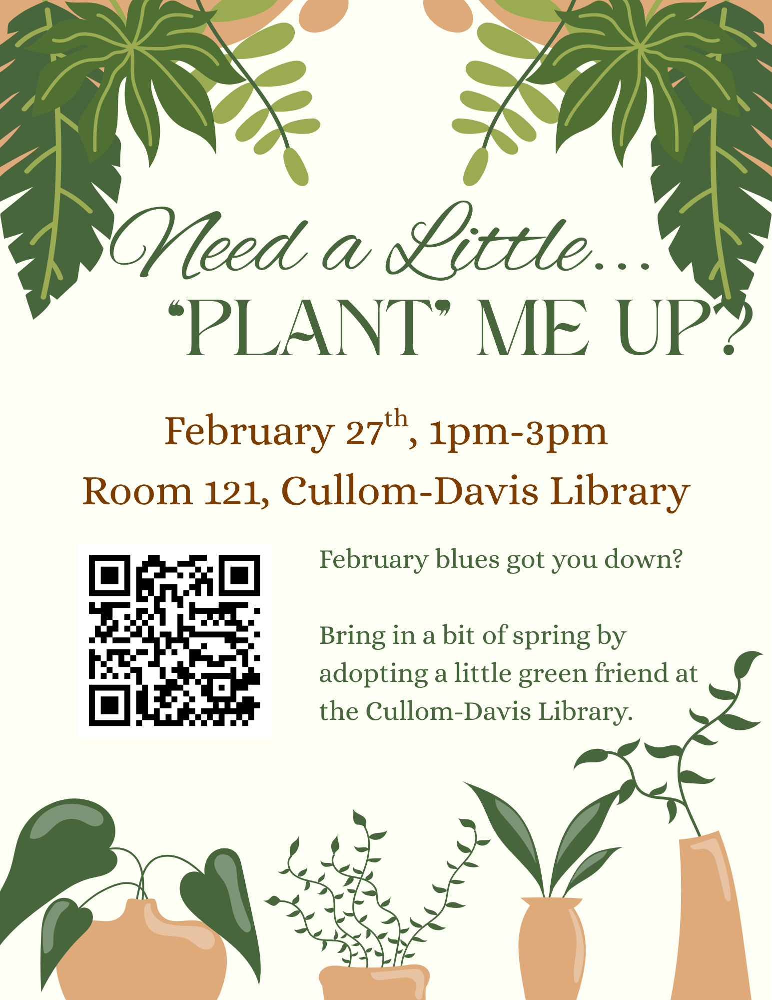 Need a Little...
“PLANT” ME UP?
February 27th, 1pm-3pm
Room 121, Cullom-Davis Library
February blues got you down?
Bring in a bit of spring by
adopting a little green friend at
the Cullom-Davis Library.